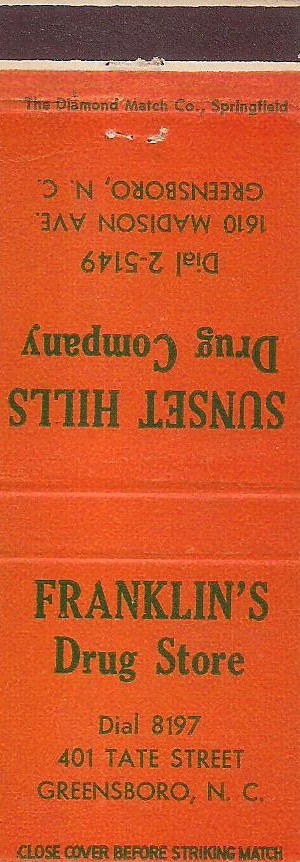 The Diamond Match Co., Springfield
SUNSET HILLS
Drug Company
Dial 2-5149
1610 MADISON AVE.
GREENSBORO, N. C.
FRANKLIN'S
Drug Store
Dial 8197
401 TATE STREET
GREENSBORO, N. C.
CLOSE COVER BEFORE STRIKING MATCH